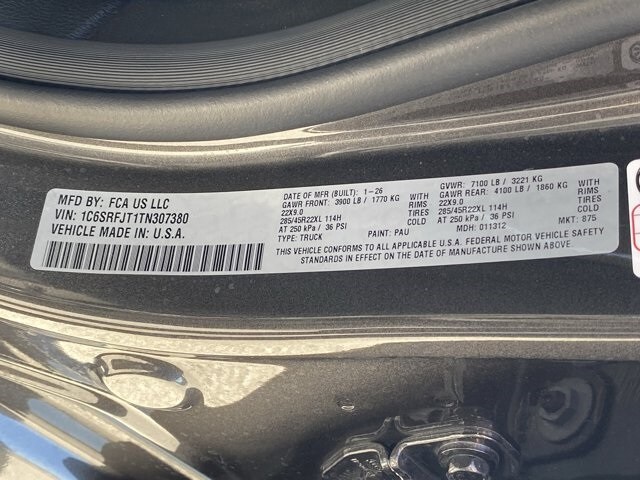 MFD BY: FCA US LLC
VIN: 1C6SRFJT1TN307380
VEHICLE MADE IN: U.S.A.
DATE OF MFR (BUILT): 1-26
GAWR FRONT: 3900 LB / 1770 KG WITH
22X9.0 RIMS
285/45R22XL 114H TIRES
AT 250 kPa / 36 PSI COLD
TYPE: TRUCK PAINT: PAU
GVWR: 7100 LB / 3221 KG
GAWR REAR: 4100 LB / 1860 KG WITH
22X9.0 RIMS
285/45R22XL 114H TIRES
AT 250 kPa / 36 PSI COLD
MDH: 011312 MKT: 875
THIS VEHICLE CONFORMS TO ALL APPLICABLE U.S.A. FEDERAL MOTOR VEHICLE SAFETY
STANDARDS IN EFFECT ON THE DATE OF MANUFACTURE SHOWN ABOVE